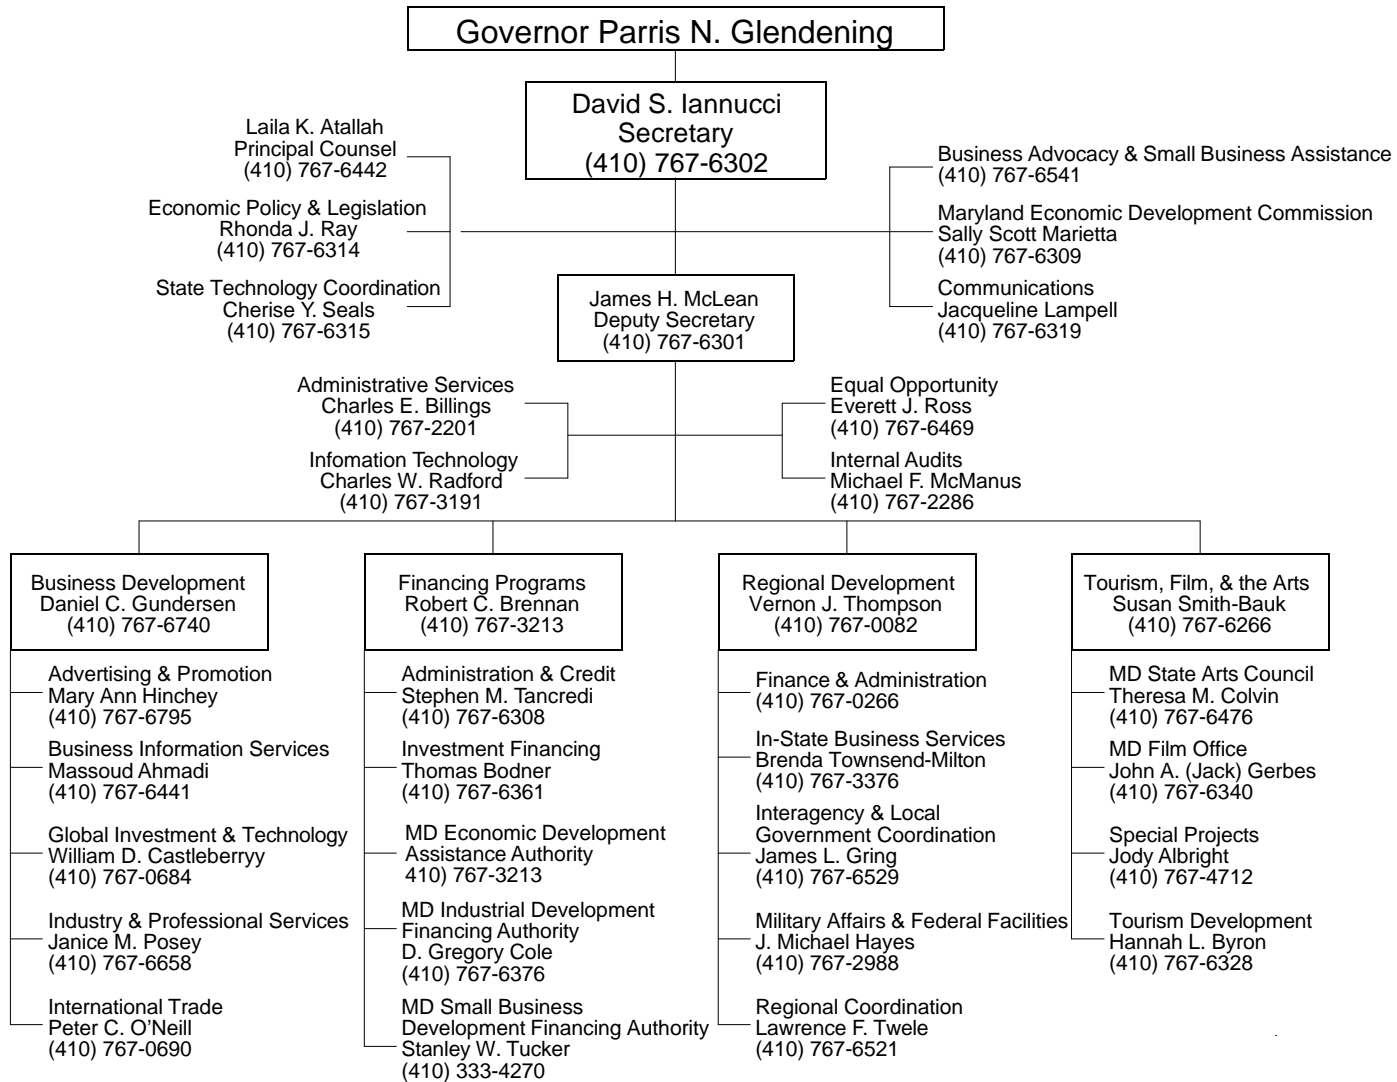 Governor Parris N. Glendening
David S. Iannucci
Secretary
(410) 767-6302
Laila K. Atallah
Principal Counsel
(410) 767-6442
Economic Policy & Legislation
Rhonda J. Ray
(410) 767-6314
State Technology Coordination
Cherise Y. Seals
(410) 767-6315
Business Advocacy & Small Business Assistance
(410) 767-6541
Maryland Economic Development Commission
Sally Scott Marietta
(410) 767-6309
Communications
Jacqueline Lampell
(410) 767-6319
James H. McLean
Deputy Secretary
(410) 767-6301
Administrative Services
Charles E. Billings
(410) 767-2201
Infomation Technology
Charles W. Radford
(410) 767-3191
Equal Opportunity
Everett J. Ross
(410) 767-6469
Internal Audits
Michael F. McManus
(410) 767-2286
Business Development
Daniel C. Gundersen
(410) 767-6740
Advertising & Promotion
Mary Ann Hinchey
(410) 767-6795
Business Information Services
Massoud Ahmadi
(410) 767-6441
Global Investment & Technology
William D. Castleberryy
(410) 767-0684
Industry & Professional Services
Janice M. Posey
(410) 767-6658
International Trade
Peter C. O'Neill
(410) 767-0690
Financing Programs
Robert C. Brennan
(410) 767-3213
Administration & Credit
Stephen M. Tancredi
(410) 767-6308
Investment Financing
Thomas Bodner
(410) 767-6361
MD Economic Development
Assistance Authority
410) 767-3213
MD Industrial Development
Financing Authority
D. Gregory Cole
(410) 767-6376
MD Small Business
Development Financing Authority
Stanley W. Tucker
(410) 333-4270
Regional Development
Vernon J. Thompson
(410) 767-0082
Finance & Administration
(410) 767-0266
In-State Business Services
Brenda Townsend-Milton
(410) 767-3376
Interagency & Local
Government Coordination
James L. Gring
(410) 767-6529
Military Affairs & Federal Facilities
J. Michael Hayes
(410) 767-2988
Regional Coordination
Lawrence F. Twele
(410) 767-6521
Tourism, Film, & the Arts
Susan Smith-Bauk
(410) 767-6266
MD State Arts Council
Theresa M. Colvin
(410) 767-6476
MD Film Office
John A. (Jack) Gerbes
(410) 767-6340
Special Projects
Jody Albright
(410) 767-4712
Tourism Development
Hannah L. Byron
(410) 767-6328